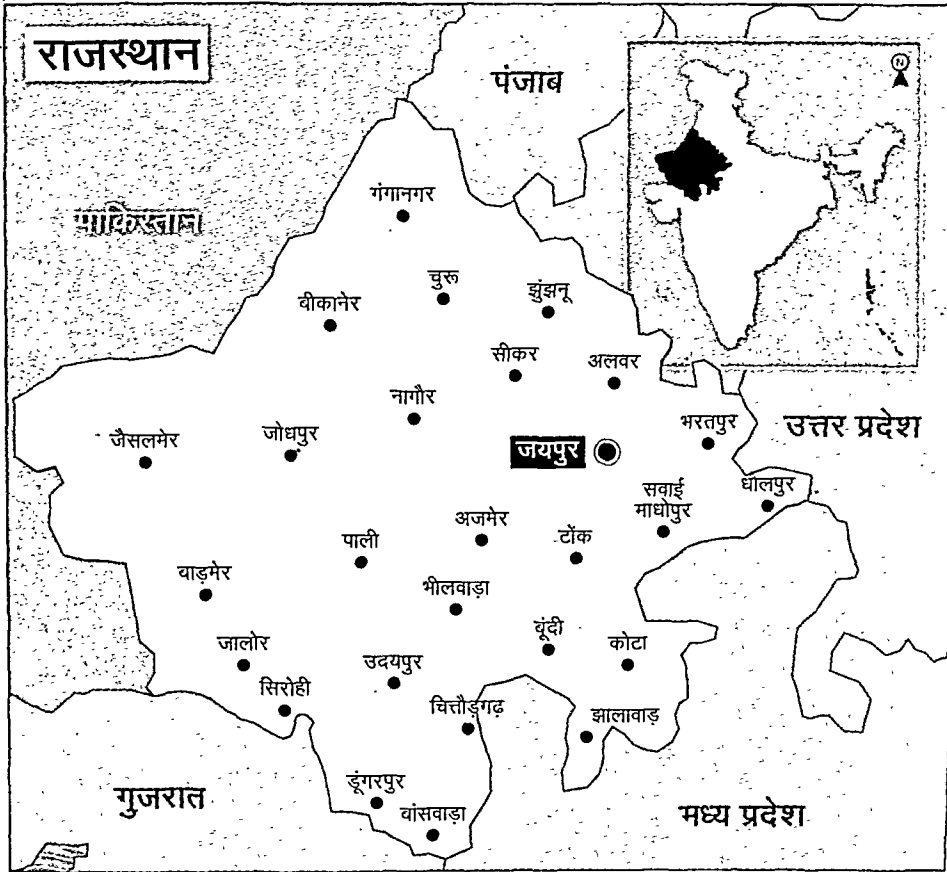 राजस्थान
पंजाब
N
पाकिस्तान
गंगानगर
चुरू
झुंझनू
बीकानेर
सीकर
अलवर
नागौर
भरतपुर
उत्तर प्रदेश
जैसलमेर
जोधपुर
जयपुर
सवाई
माधोपुर
धालपुर
अजमेर
टोंक
पाली
बाड़मेर
भीलवाड़ा
बूंदी
कोटा
जालोर
उदयपुर
सिरोही
चित्तौड़गढ़
झालावाड़
डूंगरपुर
बांसवाड़ा
गुजरात
मध्य प्रदेश